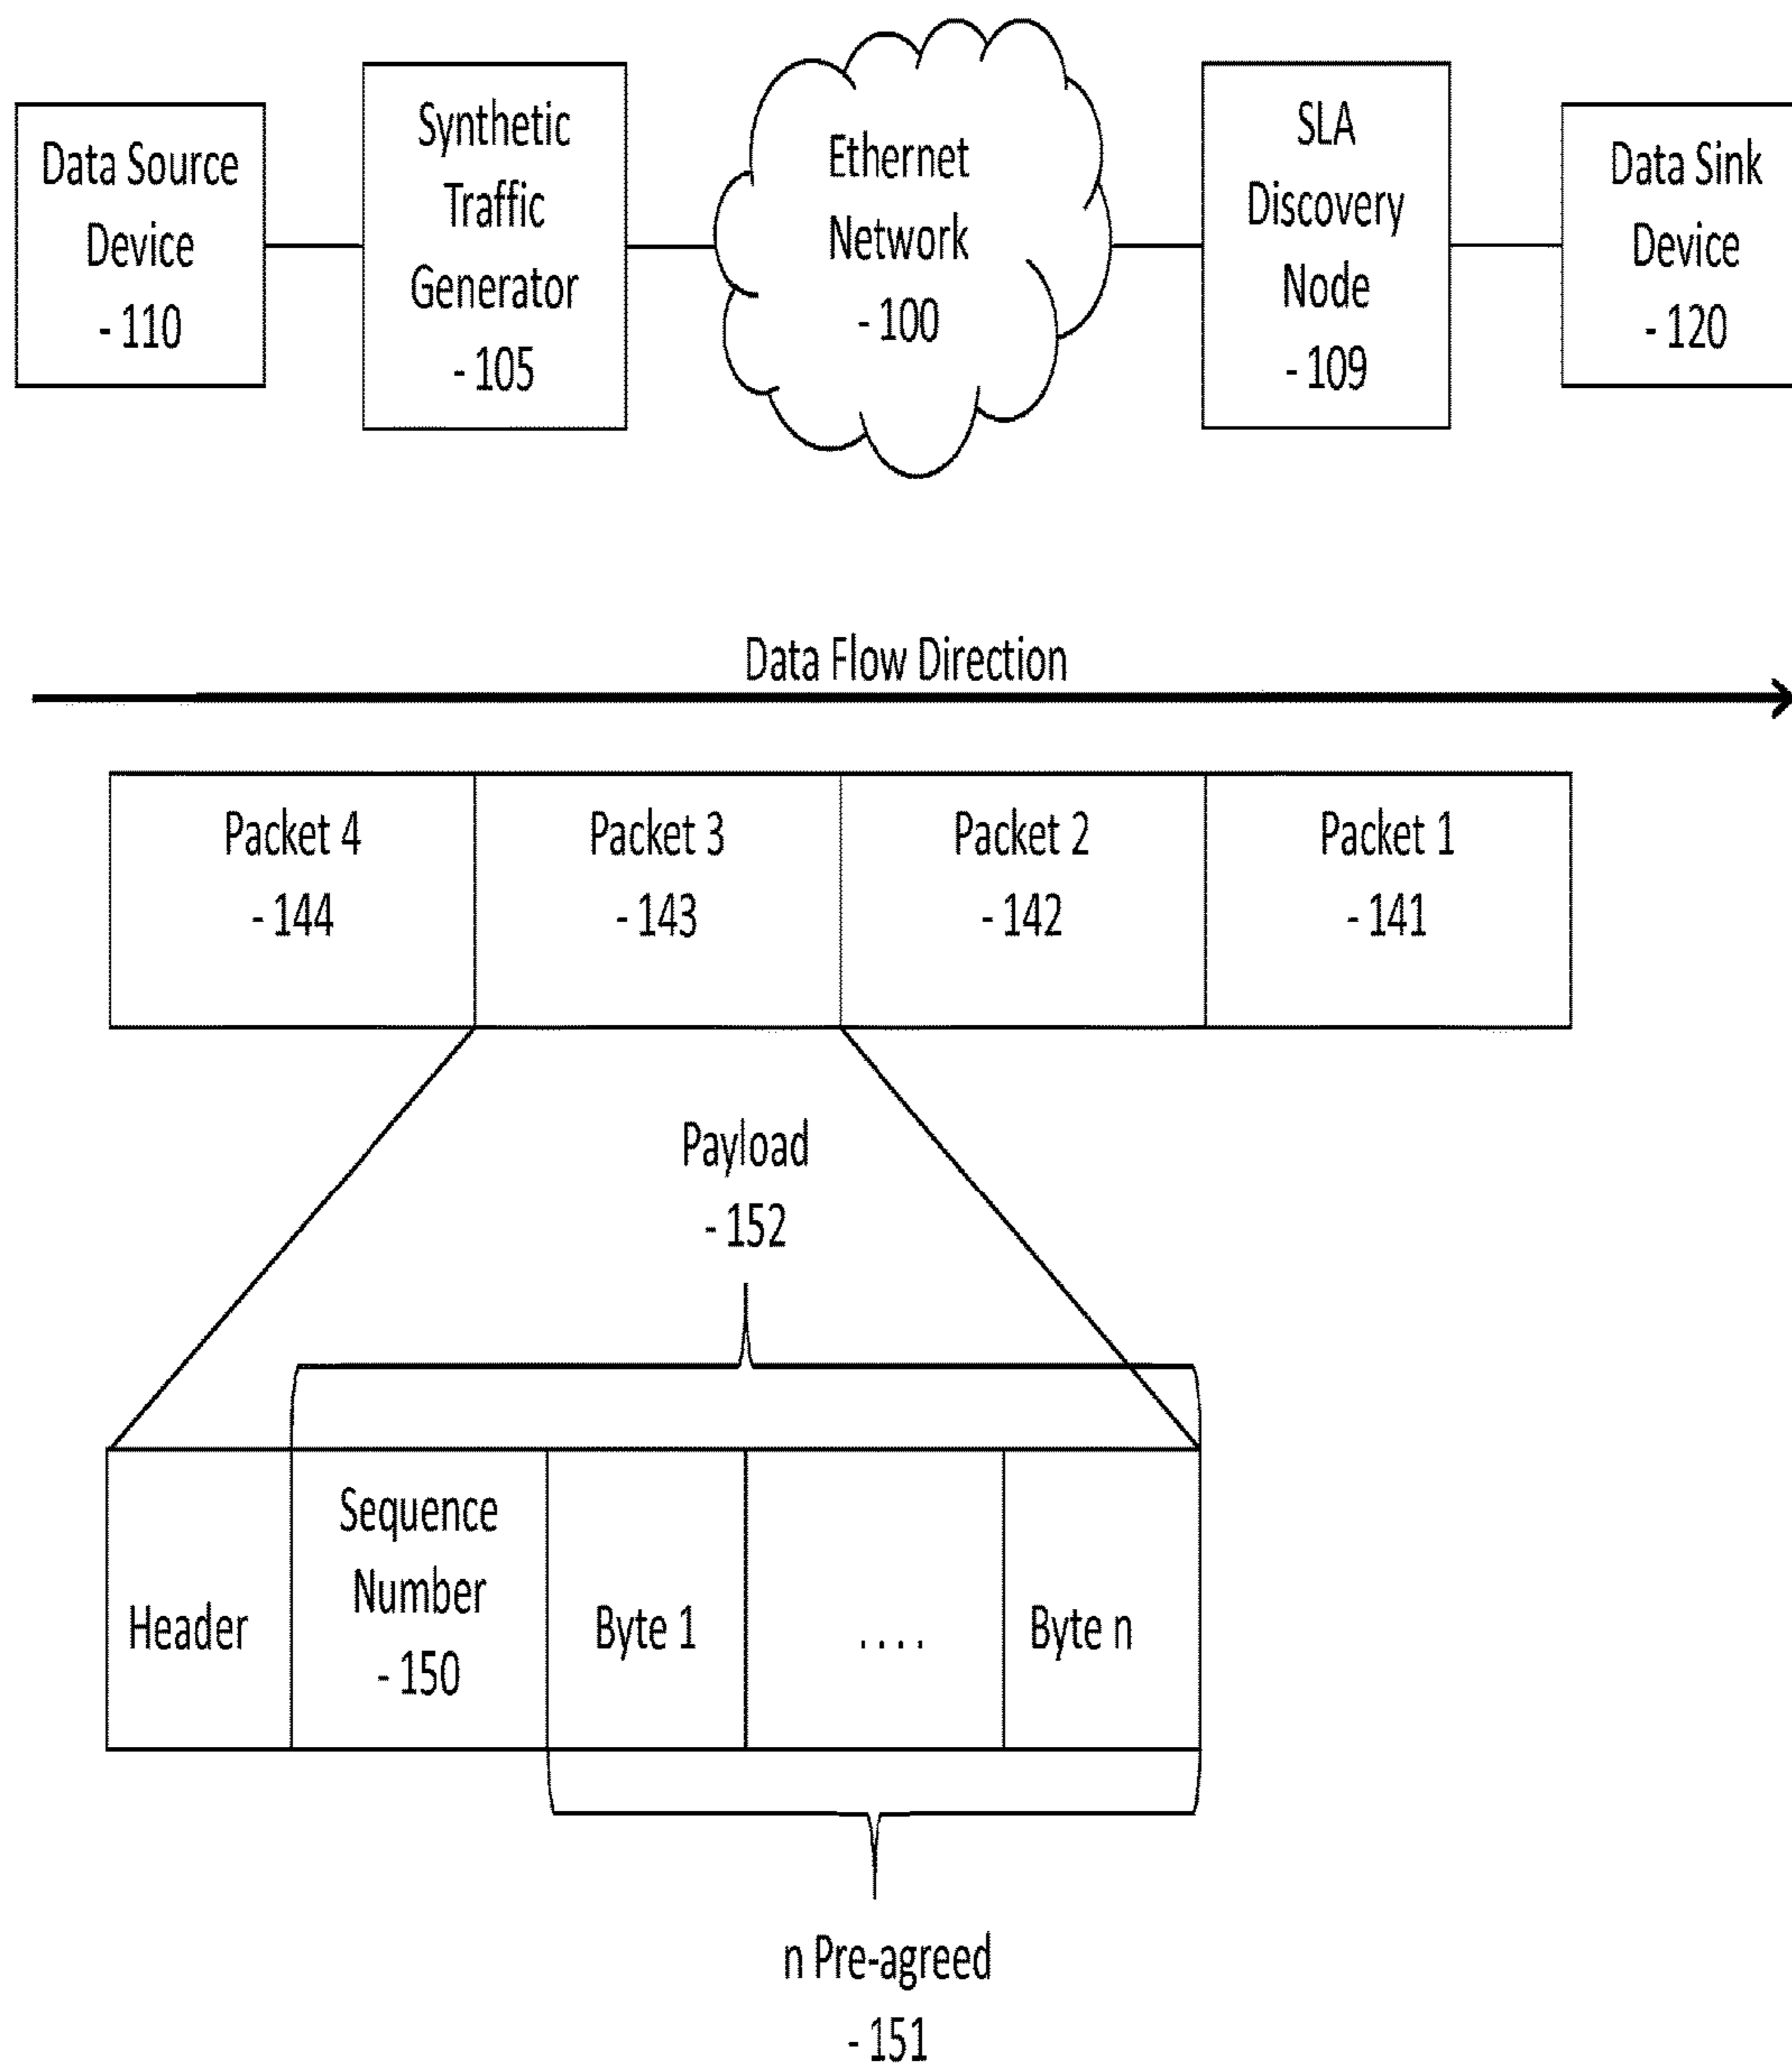 Data Source
Device
- 110
Synthetic
Traffic
Generator
- 105
Ethernet
Network
- 100
SLA
Discovery
Node
- 109
Data Sink
Device
- 120
Data Flow Direction
Packet 4
- 144
Packet 3
- 143
Packet 2
- 142
Packet 1
- 141
Payload
- 152
Header
Sequence
Number
- 150
Byte 1
....
Byte n
n Pre-agreed
- 151